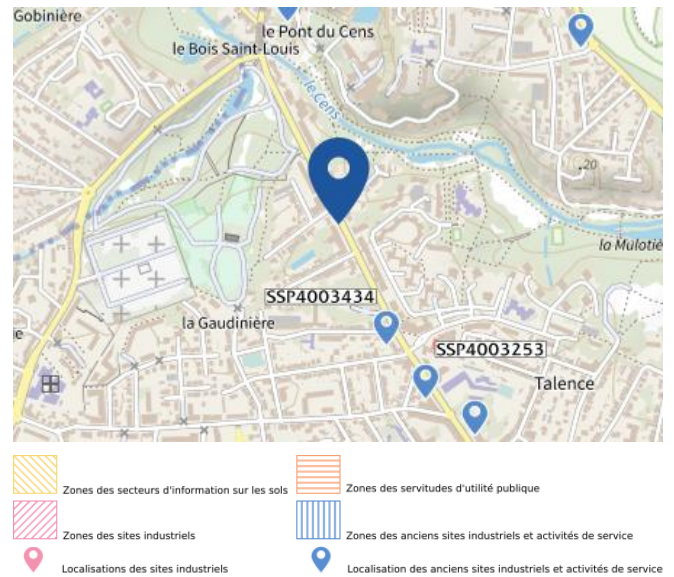 Gobinière
le Pont du Cens
le Bois Saint-Louis
le Cens
20
la Mulotiè
SSP4003434
la Gaudinière
SSP4003253
e
Talence
Zones des secteurs d'information sur les sols
Zones des servitudes d'utilité publique
Zones des sites industriels
Zones des anciens sites industriels et activités de service
Localisations des sites industriels
Localisation des anciens sites industriels et activités de service